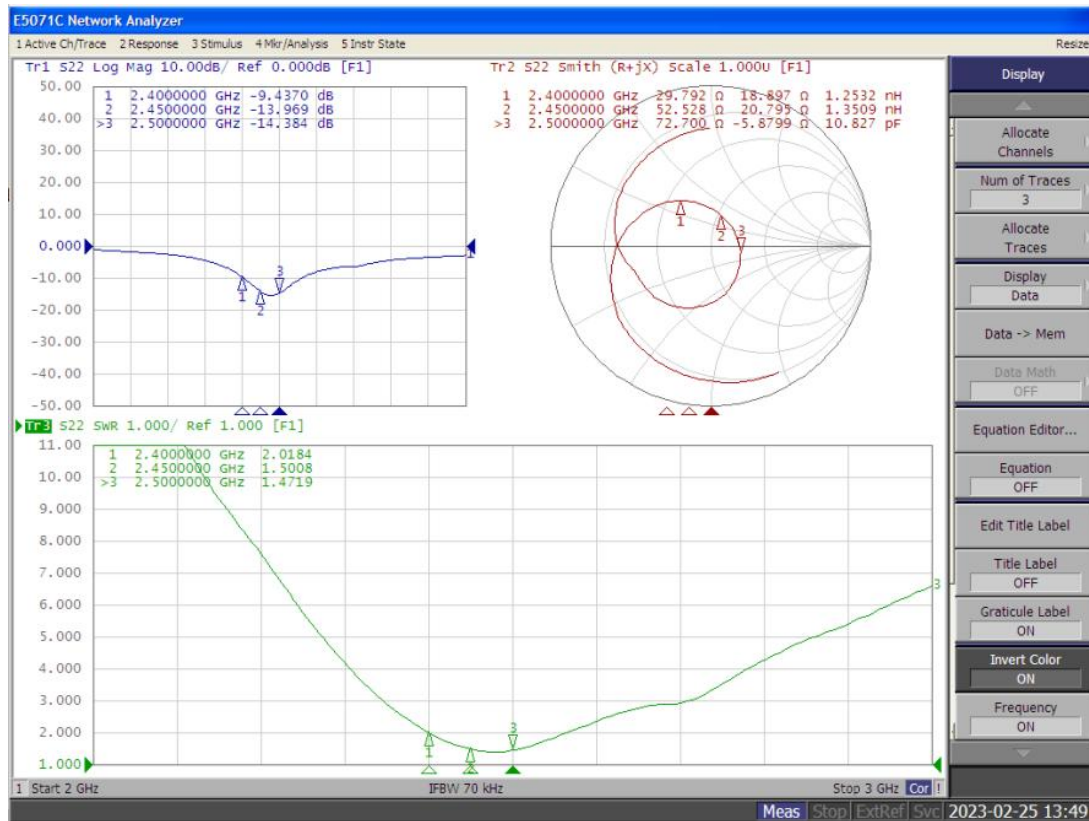 E5071C Network Analyzer
1 Active Ch/Trace 2 Response 3 Stimulus 4 Mkr/Analysis 5 Instr State
Resize
Tr1 S22 Log Mag 10.00dB/ Ref 0.000dB [F1]
50.00
1 2.4000000 GHz -9.4370 dB
2 2.4500000 GHz -13.969 dB
>3 2.5000000 GHz -14.384 dB
40.00
30.00
20.00
10.00
0.000
-10.00
-20.00
-30.00
-40.00
-50.00
1
2
3
1
Tr2 S22 Smith (R+jX) Scale 1.000U [F1]
1 2.4000000 GHz 29.792 Ω 18.897 Ω 1.2532 nH
2 2.4500000 GHz 52.528 Ω 20.795 Ω 1.3509 nH
>3 2.5000000 GHz 72.700 Ω -5.8799 Ω 10.827 pF
1
2
3
Tr3 S22 SWR 1.000/ Ref 1.000 [F1]
11.00
1 2.4000000 GHz 2.0184
2 2.4500000 GHz 1.5008
>3 2.5000000 GHz 1.4719
10.00
9.000
8.000
7.000
6.000
5.000
4.000
3.000
2.000
1.000
1
3
3
1 Start 2 GHz
IFBW 70 kHz
Stop 3 GHz Cor !
Display
Allocate
Channels
Num of Traces
3
Allocate
Traces
Display
Data
Data -> Mem
Data Math
OFF
Equation Editor...
Equation
OFF
Edit Title Label
Title Label
OFF
Graticule Label
ON
Invert Color
ON
Frequency
ON
Meas Stop ExtRef Svc 2023-02-25 13:49